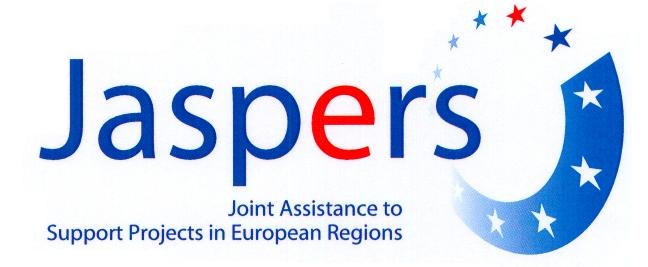 Jaspers
Joint Assistance to
Support Projects in European Regions